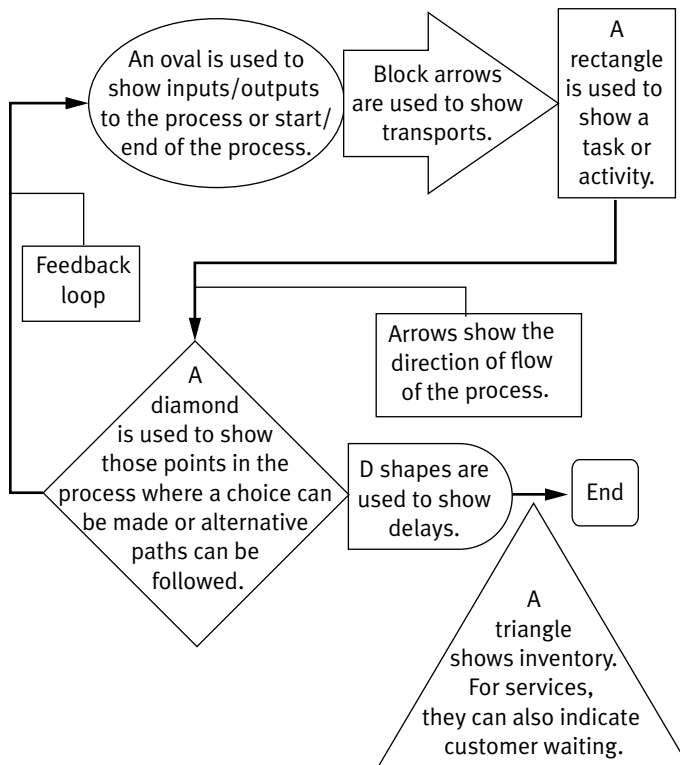 An oval is used to
show inputs/outputs
to the process or start/
end of the process.
Block arrows
are used to show
transports.
A
rectangle
is used to
show a
task or
activity.
Feedback
loop
Arrows show the
direction of flow
of the process.
A
diamond
is used to show
those points in the
process where a choice can
be made or alternative
paths can be
followed.
D shapes are
used to show
delays.
End
A
triangle
shows inventory.
For services,
they can also indicate
customer waiting.